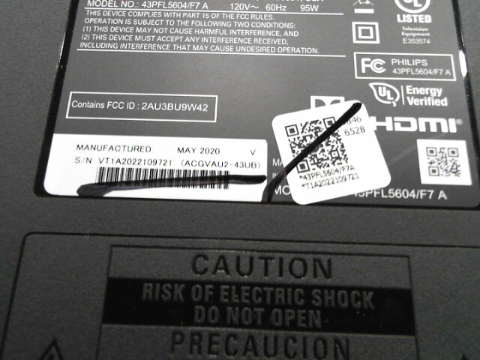 MODEL NO. : 43PFL5604/F7 A
120V~ 60Hz 95W
THIS DEVICE COMPLIES WITH PART 15 OF THE FCC RULES.
OPERATION IS SUBJECT TO THE FOLLOWING TWO CONDITIONS:
(1) THIS DEVICE MAY NOT CAUSE HARMFUL INTERFERENCE, AND
(2) THIS DEVICE MUST ACCEPT ANY INTERFERENCE RECEIVED,
INCLUDING INTERFERENCE THAT MAY CAUSE UNDESIRED OPERATION.
UL
LISTED
E353574
FC
PHILIPS
43PFL5604/F7 A
UL
Energy
Verified
Contains FCC ID : 2AU3BU9W42
HDMI
6528
MANUFACTURED MAY 2020 V
S/N VT1A2022109721 (ACGVAU2-43UB)
*43PFL5604/F7A
*VT1A2022109721
43PFL5604/F7 A
CAUTION
RISK OF ELECTRIC SHOCK
DO NOT OPEN
PRECAUCION